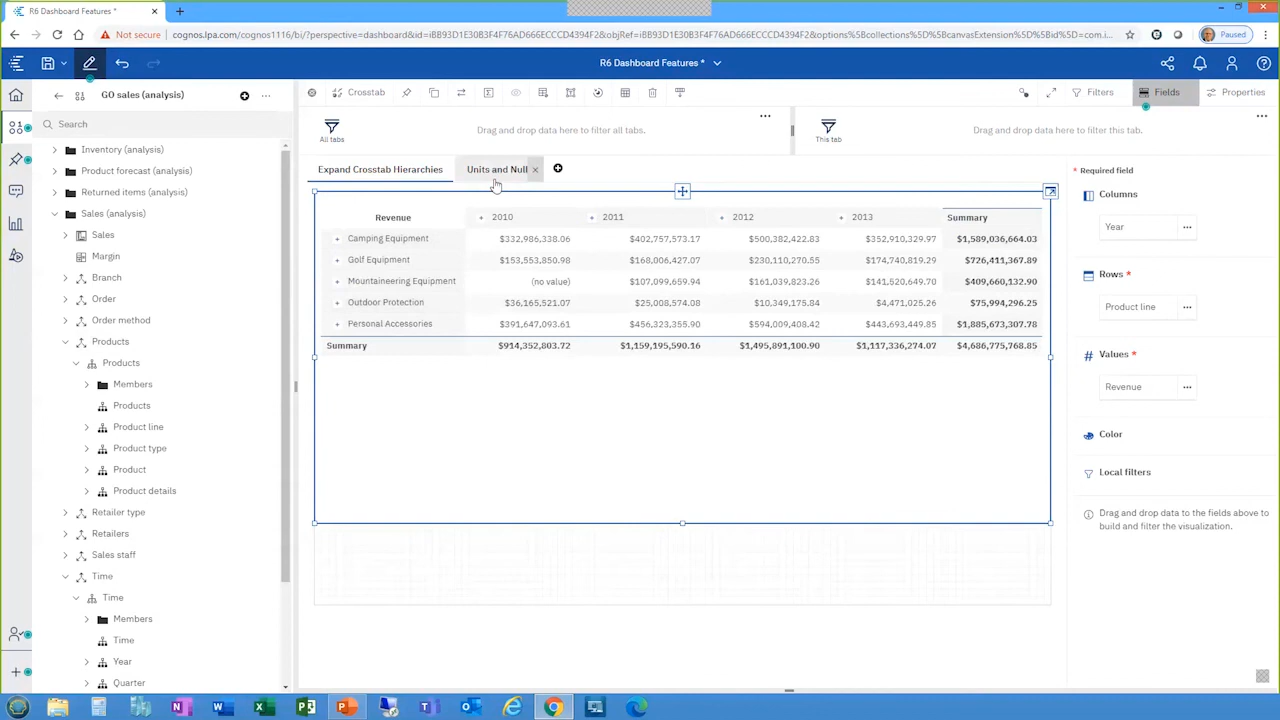 R6 Dashboard Features *
Not secure cognos.lpa.com/cognos1116/bi/?perspective=dashboard&id=iBB93D1E30B3F4F76AD666ECCCD4394F2&objRef=iBB93D1E30B3F4F76AD666ECCCD4394F2&options%5Bcollections%5D%5BcanvasExtension%5D%5Bid%5D=com.i... Paused
R6 Dashboard Features *
GO sales (analysis)
Crosstab
Filters
Fields
Properties
Search
All tabs
Drag and drop data here to filter all tabs.
This tab
Drag and drop data here to filter this tab.
Inventory (analysis)
Product forecast (analysis)
Returned items (analysis)
Sales (analysis)
Sales
Margin
Branch
Order
Order method
Products
Products
Members
Products
Product line
Product type
Product
Product details
Retailer type
Retailers
Sales staff
Time
Time
Members
Time
Year
Quarter
Expand Crosstab Hierarchies
Units and Null
Revenue 2010 2011 2012 2013 Summary
Camping Equipment $332,986,338.06 $402,757,573.17 $500,382,422.83 $352,910,329.97 $1,589,036,664.03
Golf Equipment $153,553,850.98 $168,006,427.07 $230,110,270.55 $174,740,819.29 $726,411,367.89
Mountaineering Equipment (no value) $107,099,659.94 $161,039,823.26 $141,520,649.70 $409,660,132.90
Outdoor Protection $36,165,521.07 $25,008,574.08 $10,349,175.84 $4,471,025.26 $75,994,296.25
Personal Accessories $391,647,093.61 $456,323,355.90 $594,009,408.42 $443,693,449.85 $1,885,673,307.78
Summary $914,352,803.72 $1,159,195,590.16 $1,495,891,100.90 $1,117,336,274.07 $4,686,775,768.85
* Required field
Columns
Year
Rows *
Product line
Values *
Revenue
Color
Local filters
Drag and drop data to the fields above to
build and filter the visualization.